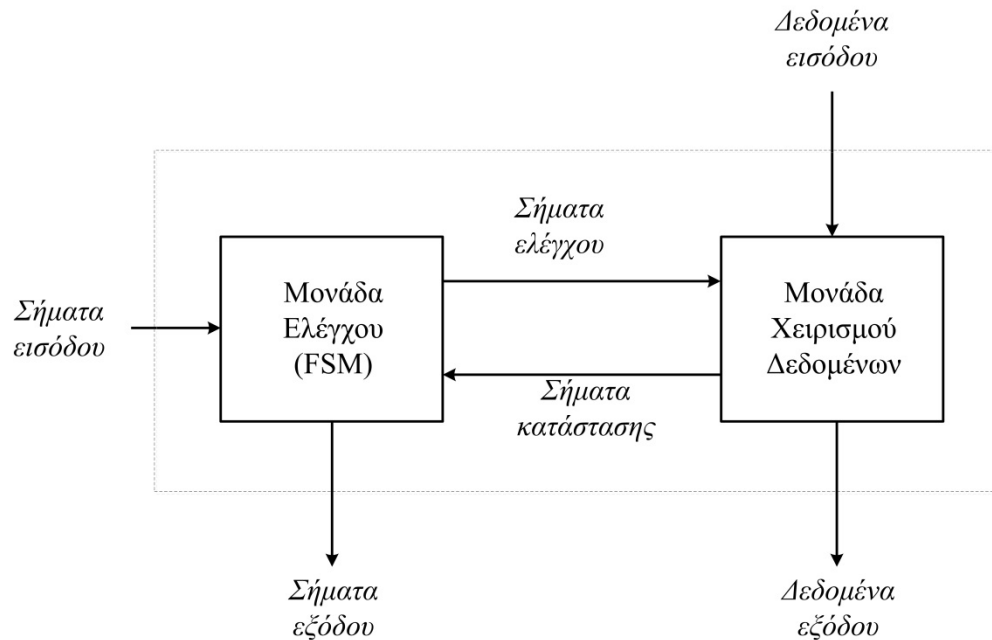 Δεδομένα
εισόδου
Σήματα
ελέγχου
Μονάδα
Ελέγχου
(FSM)
Μονάδα
Χειρισμού
Δεδομένων
Σήματα
εισόδου
Σήματα
κατάστασης
Σήματα
εξόδου
Δεδομένα
εξόδου